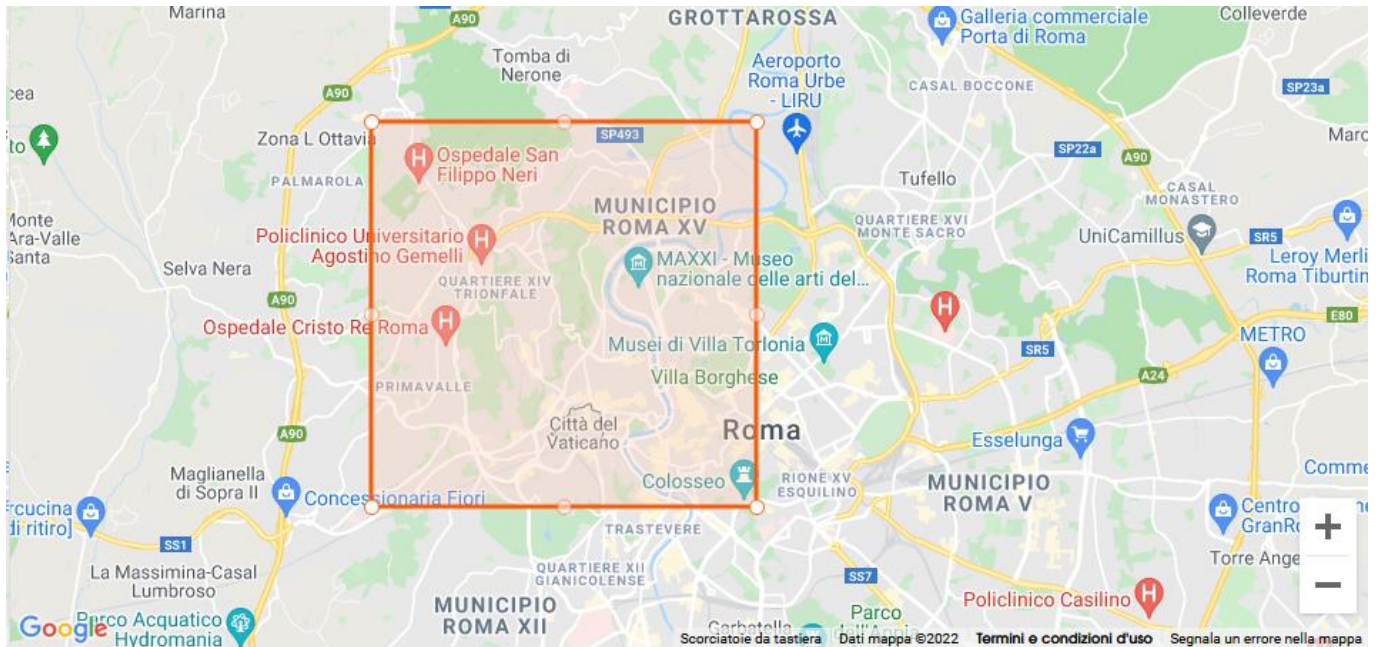 Marina
A90
GROTTAROSSA
Galleria commerciale
Porta di Roma
Colleverde
Tomba di
Nerone
Aeroporto
Roma Urbe
- LIRU
CASAL BOCCONE
SP23a
A90
Zona L Ottavia
SP493
SP22a
A90
Ospedale San
Filippo Neri
PALMAROLA
Tufello
CASAL
MONASTERO
MUNICIPIO
ROMA XV
QUARTIERE XVI
MONTE SACRO
Monte
Ara-Valle
Santa
Policlinico Universitario
Agostino Gemelli
UniCamillus
SR5
Leroy Merli
Roma Tiburtin
Selva Nera
MAXXI - Museo
nazionale delle arti del...
QUARTIERE XIV
TRIONFALE
A90
Ospedale Cristo Re Roma
E80
METRO
Musei di Villa Torlonia
SR5
A24
Villa Borghese
PRIMAVALLE
Città del
Vaticano
Roma
A90
Esselunga
Maglianella
di Sopra II
Colosseo
RIONE XV
ESQUILINO
MUNICIPIO
ROMA V
Comme
Concessionaria Fiori
di ritiro]
Centro
TRASTEVERE
SS1
La Massimina-Casal
Lumbroso
QUARTIERE XII
GIANICOLENSE
SS7
Torre Ange
+
−
MUNICIPIO
ROMA XII
Policlinico Casilino
Parco
Google
Parco Acquatico
Hydromania
Garbatella
Scorciatoie da tastiera Dati mappa ©2022 Termini e condizioni d'uso Segnala un errore nella mappa